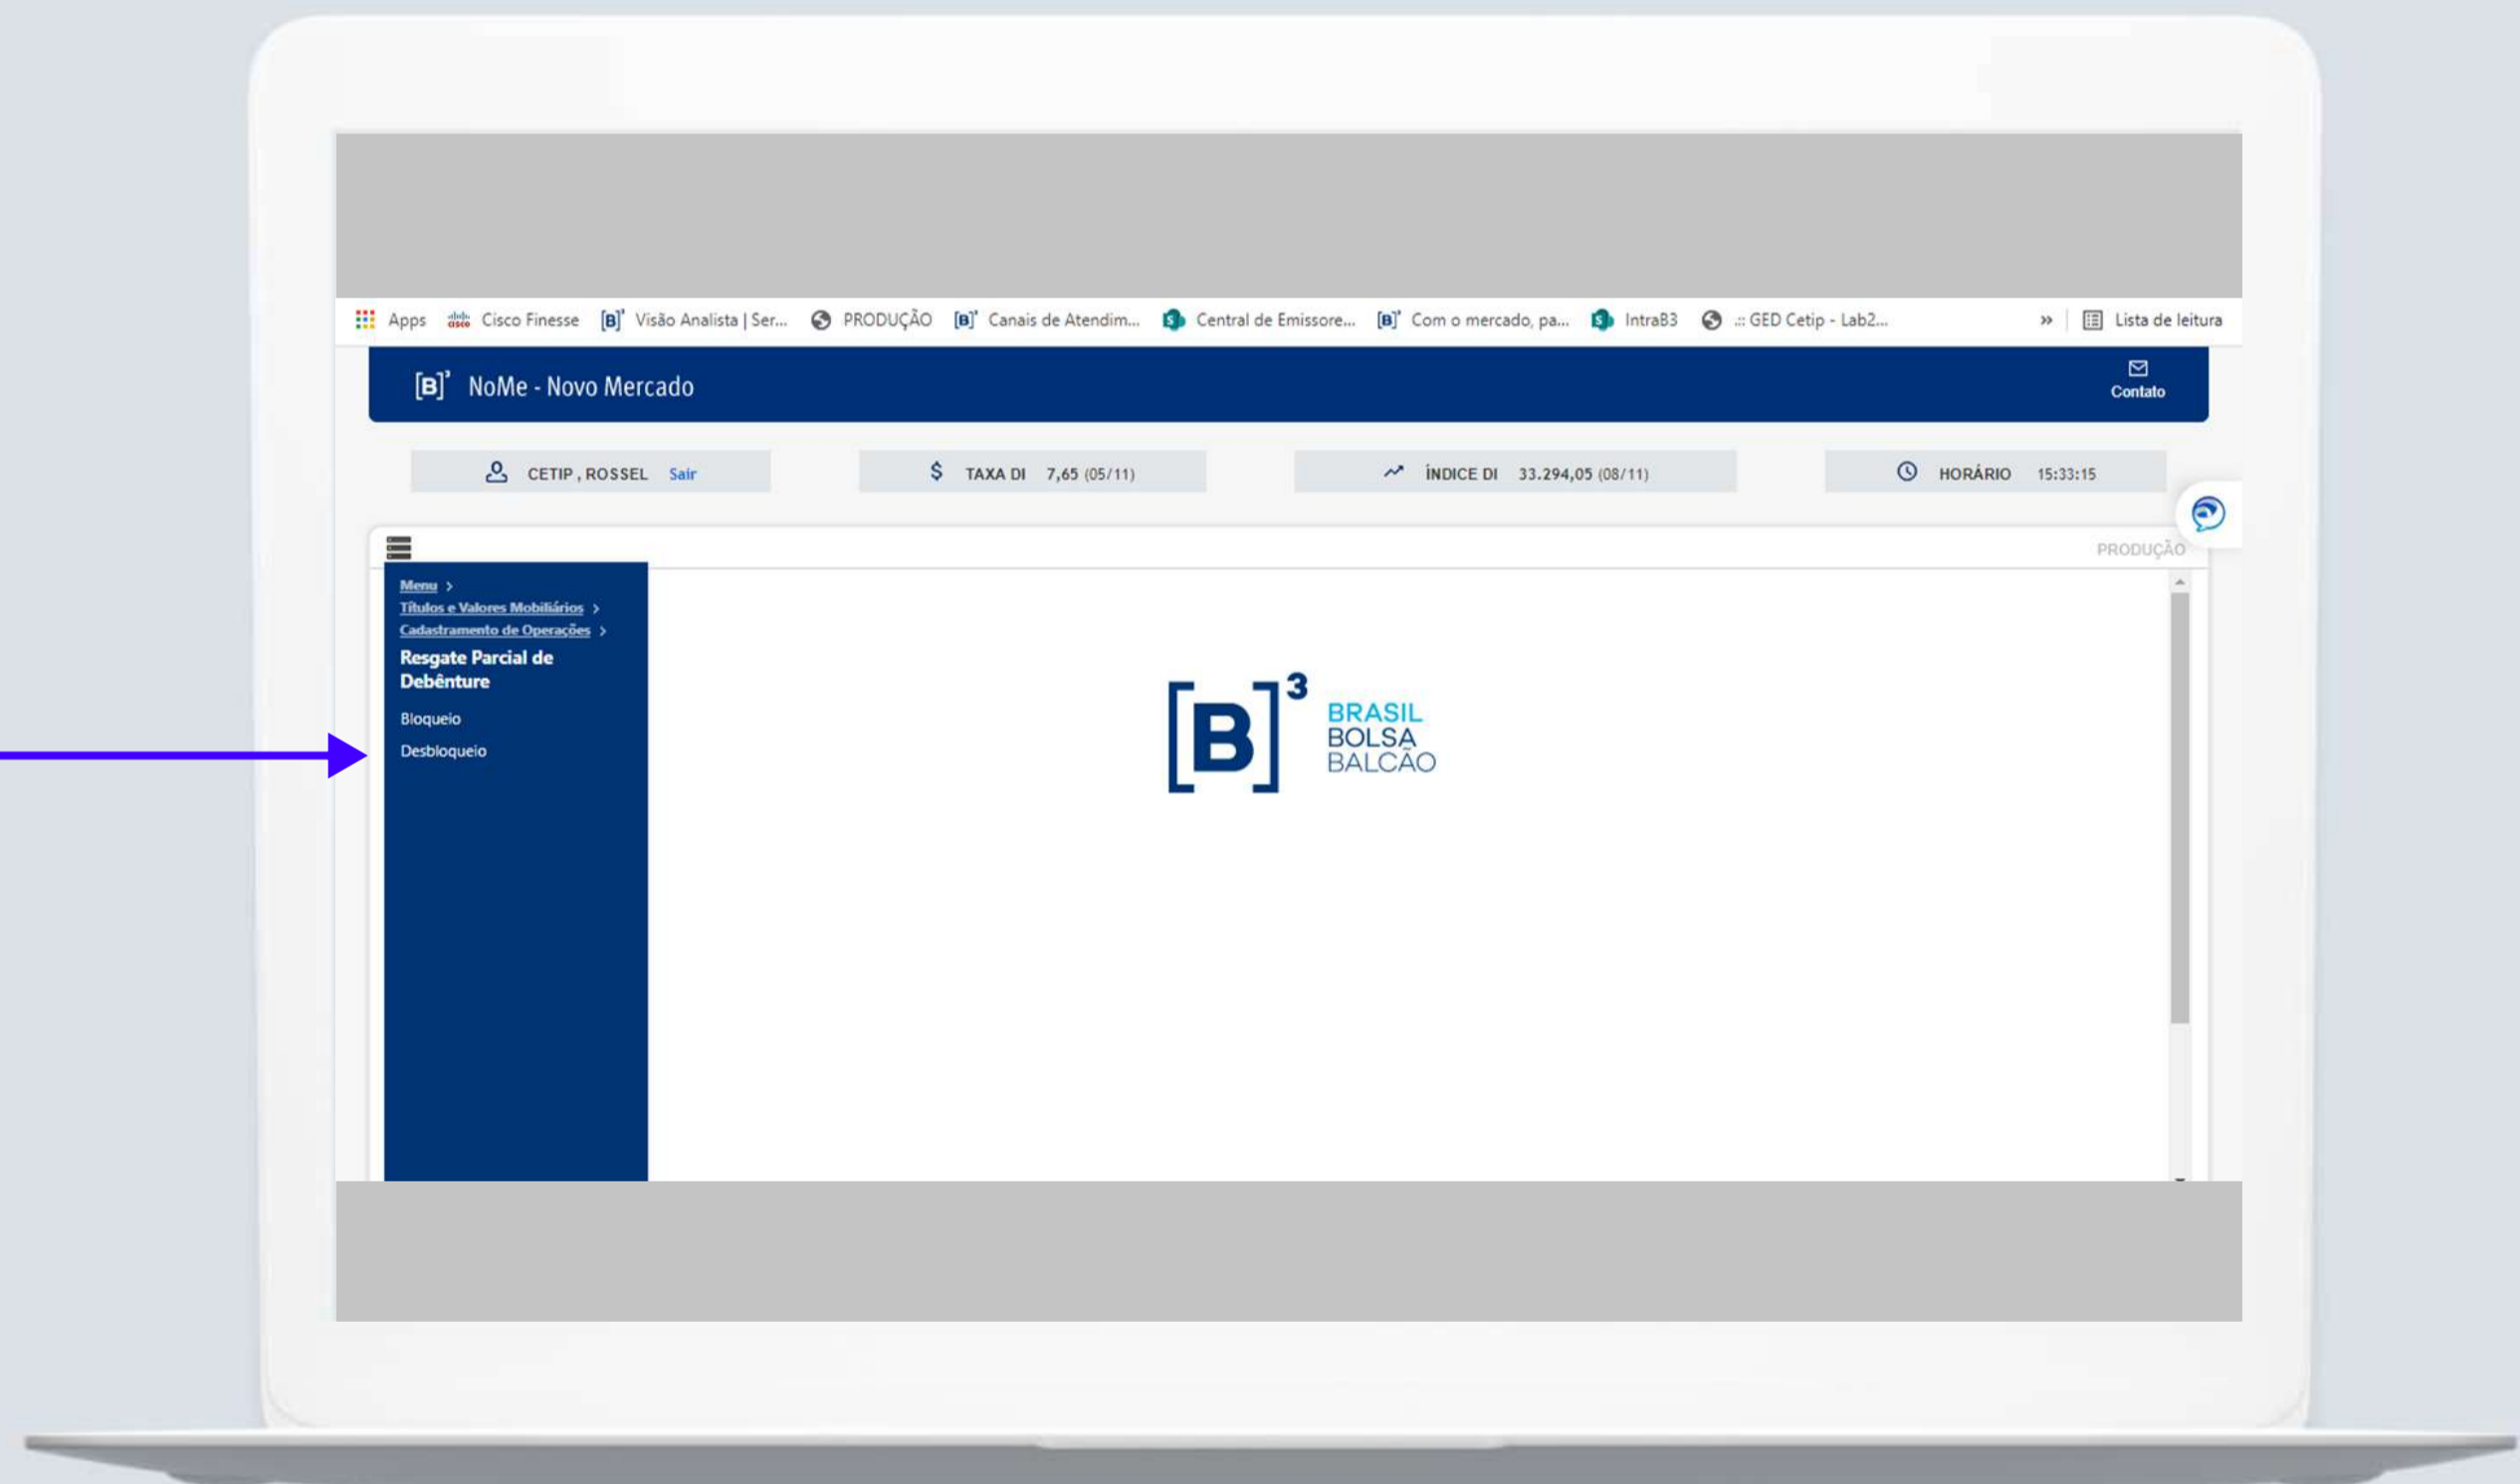 Apps Cisco Finesse [B]³ Visão Analista | Ser... PRODUÇÃO [B]³ Canais de Atendim... Central de Emissore... [B]³ Com o mercado, pa... IntraB3 .:: GED Cetip - Lab2... » Lista de leitura
[B]³ NoMe - Novo Mercado
Contato
CETIP , ROSSEL Sair
$ TAXA DI 7,65 (05/11)
ÍNDICE DI 33.294,05 (08/11)
HORÁRIO 15:33:15
PRODUÇÃO
Menu >
Títulos e Valores Mobiliários >
Cadastramento de Operações >
Resgate Parcial de
Debênture
Bloqueio
Desbloqueio
[B]³
BRASIL
BOLSA
BALCÃO